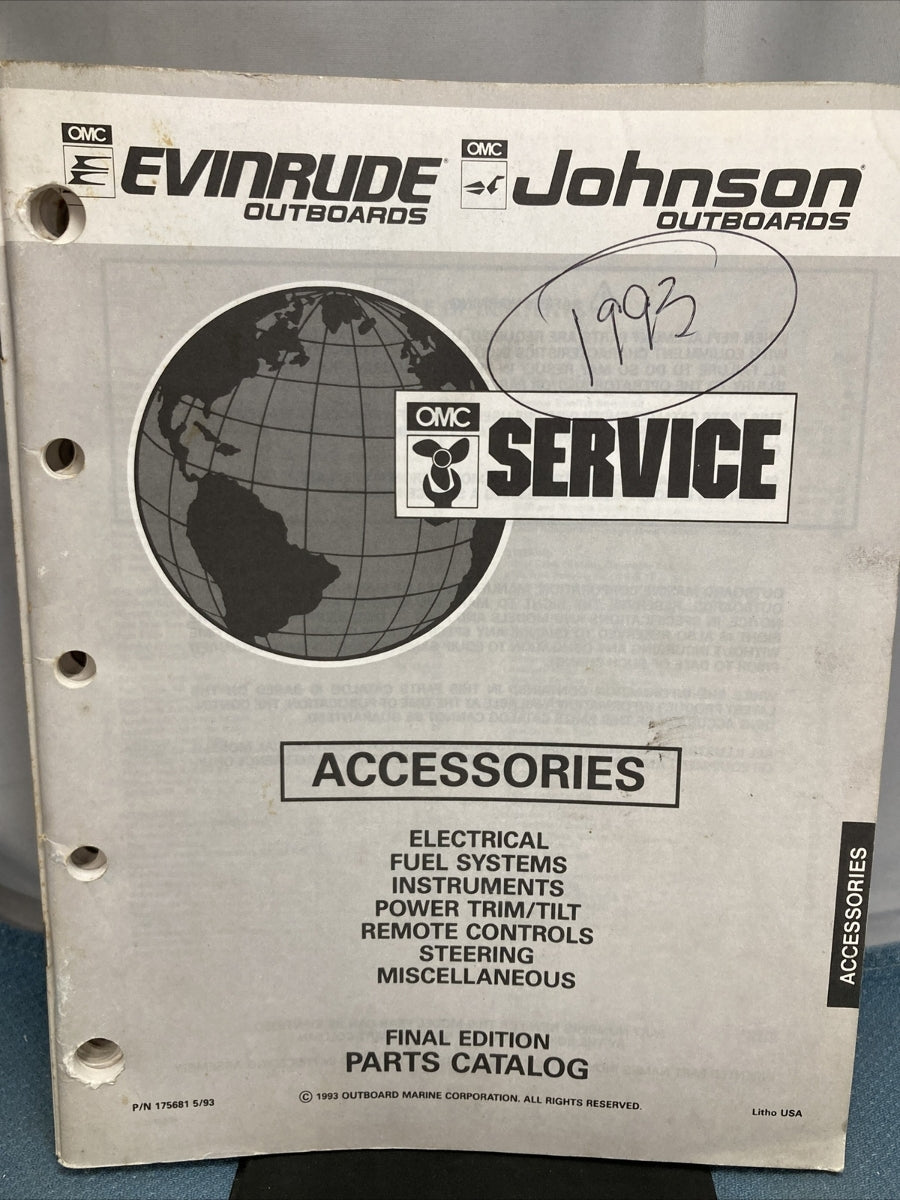 OMC
EVINRUDE®
OUTBOARDS
OMC
Johnson®
OUTBOARDS
1993
OMC
SERVICE
ACCESSORIES
ELECTRICAL
FUEL SYSTEMS
INSTRUMENTS
POWER TRIM/TILT
REMOTE CONTROLS
STEERING
MISCELLANEOUS
ACCESSORIES
FINAL EDITION
PARTS CATALOG
P/N 175681 5/93
© 1993 OUTBOARD MARINE CORPORATION. ALL RIGHTS RESERVED.
Litho USA